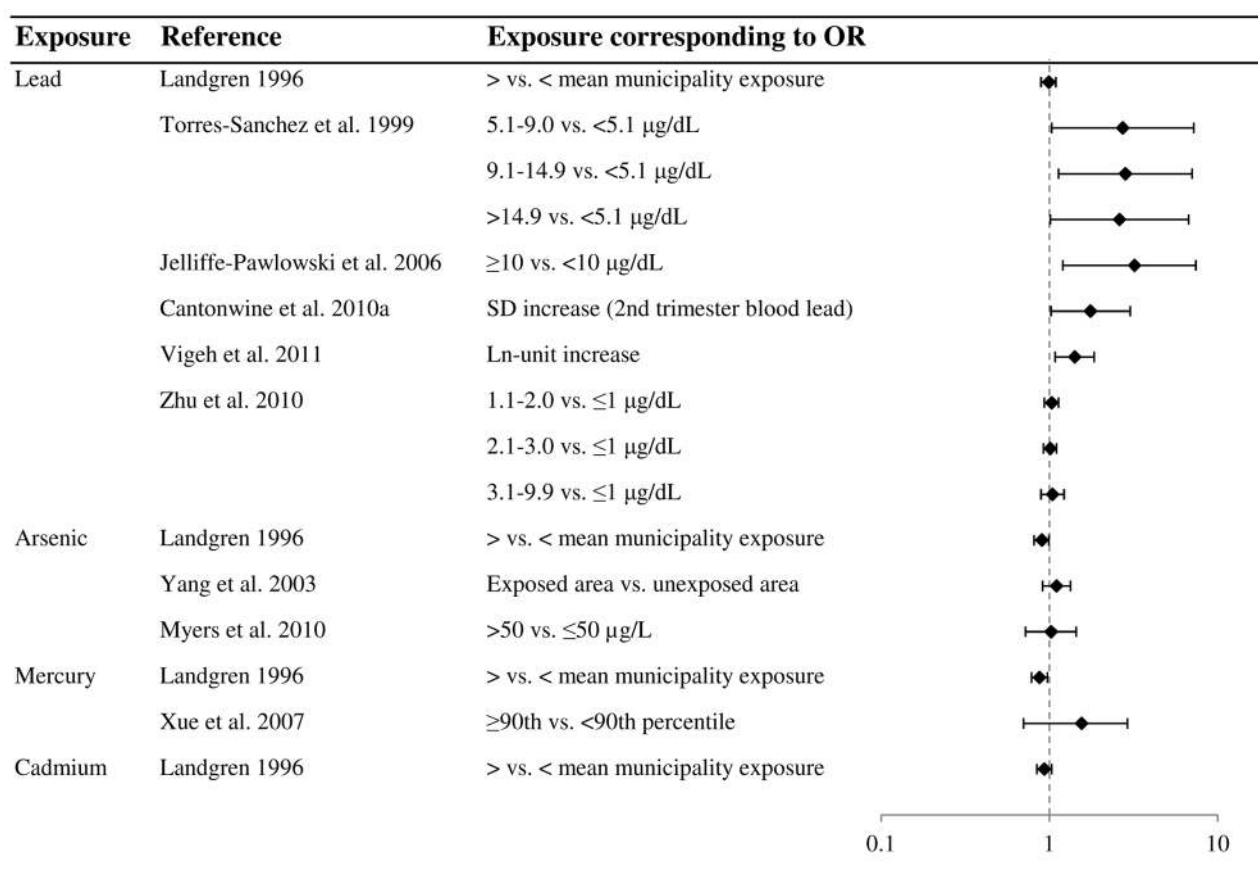 Exposure Reference Exposure corresponding to OR
Lead Landgren 1996 > vs. < mean municipality exposure
Torres-Sanchez et al. 1999 5.1-9.0 vs. <5.1 µg/dL
9.1-14.9 vs. <5.1 µg/dL
>14.9 vs. <5.1 µg/dL
Jelliffe-Pawlowski et al. 2006 ≥10 vs. <10 µg/dL
Cantonwine et al. 2010a SD increase (2nd trimester blood lead)
Vigeh et al. 2011 Ln-unit increase
Zhu et al. 2010 1.1-2.0 vs. ≤1 µg/dL
2.1-3.0 vs. ≤1 µg/dL
3.1-9.9 vs. ≤1 µg/dL
Arsenic Landgren 1996 > vs. < mean municipality exposure
Yang et al. 2003 Exposed area vs. unexposed area
Myers et al. 2010 >50 vs. ≤50 µg/L
Mercury Landgren 1996 > vs. < mean municipality exposure
Xue et al. 2007 ≥90th vs. <90th percentile
Cadmium Landgren 1996 > vs. < mean municipality exposure
0.1 1 10